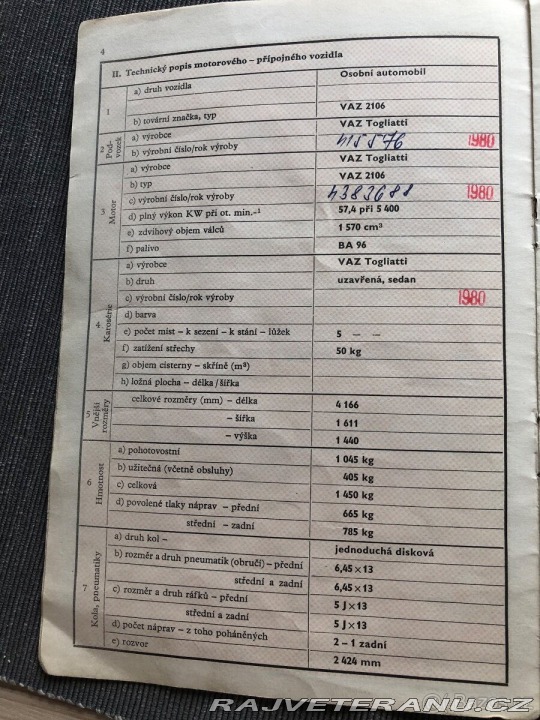 4
II. Technický popis motorového – přípojného vozidla
1 a) druh vozidla Osobní automobil
b) tovární značka, typ VAZ 2106
2 Podvozek a) výrobce VAZ Togliatti
b) výrobní číslo/rok výroby 415576 1980
3 Motor a) výrobce VAZ Togliatti
b) typ VAZ 2106
c) výrobní číslo/rok výroby 4383688 1980
d) plný výkon KW při ot. min.-1 57,4 při 5 400
e) zdvihový objem válců 1 570 cm³
f) palivo BA 96
4 Karosérie a) výrobce VAZ Togliatti
b) druh uzavřená, sedan
c) výrobní číslo/rok výroby 1980
d) barva
e) počet míst – k sezení – k stání – lůžek 5 – –
f) zatížení střechy 50 kg
g) objem cisterny – skříně (m³)
h) ložná plocha – délka/šířka
5 Vnější rozměry celkové rozměry (mm) – délka 4 166
– šířka 1 611
– výška 1 440
6 Hmotnost a) pohotovostní 1 045 kg
b) užitečná (včetně obsluhy) 405 kg
c) celková 1 450 kg
d) povolené tlaky náprav – přední 665 kg
střední – zadní 785 kg
7 Kola, pneumatiky a) druh kol – jednoduchá disková
b) rozměr a druh pneumatik (obručí) – přední 6,45×13
střední a zadní 6,45×13
c) rozměr a druh ráfků – přední 5 J×13
střední a zadní 5 J×13
d) počet náprav – z toho poháněných 2 – 1 zadní
e) rozvor 2 424 mm
RAJVETERANU.CZ